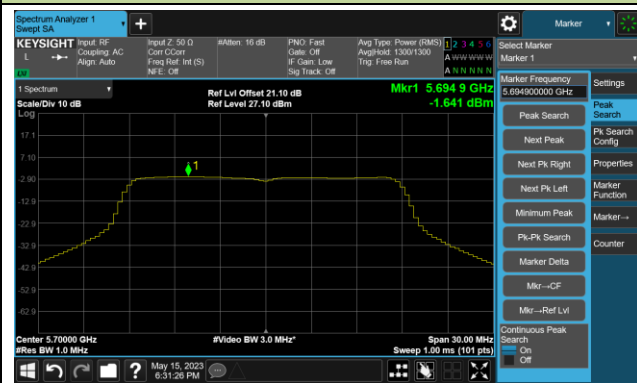 Spectrum Analyzer 1
Swept SA
Marker
KEYSIGHT
L
Input: RF
Coupling: AC
Align: Auto
Input Z: 50 Ω
Corr CCorr
Freq Ref: Int (S)
NFE: Off
#Atten: 16 dB
PNO: Fast
Gate: Off
IF Gain: Low
Sig Track: Off
Avg Type: Power (RMS)
Avg|Hold: 1300/1300
Trig: Free Run
1 2 3 4 5 6
A W W W W W
A N N N N N
Select Marker
Marker 1
1 Spectrum
Scale/Div 10 dB
Log
Ref Lvl Offset 21.10 dB
Ref Level 27.10 dBm
Mkr1 5.694 9 GHz
-1.641 dBm
17.1
7.10
-2.90
-12.9
-22.9
-32.9
-42.9
-52.9
-62.9
1
Center 5.70000 GHz
#Res BW 1.0 MHz
#Video BW 3.0 MHz*
Span 30.00 MHz
Sweep 1.00 ms (101 pts)
Marker Frequency
5.694900000 GHz
Peak Search
Next Peak
Next Pk Right
Next Pk Left
Minimum Peak
Pk-Pk Search
Marker Delta
Mkr→CF
Mkr→Ref Lvl
Continuous Peak
Search
On
Off
Settings
Peak
Search
Pk Search
Config
Properties
Marker
Function
Marker→
Counter
May 15, 2023
6:31:26 PM